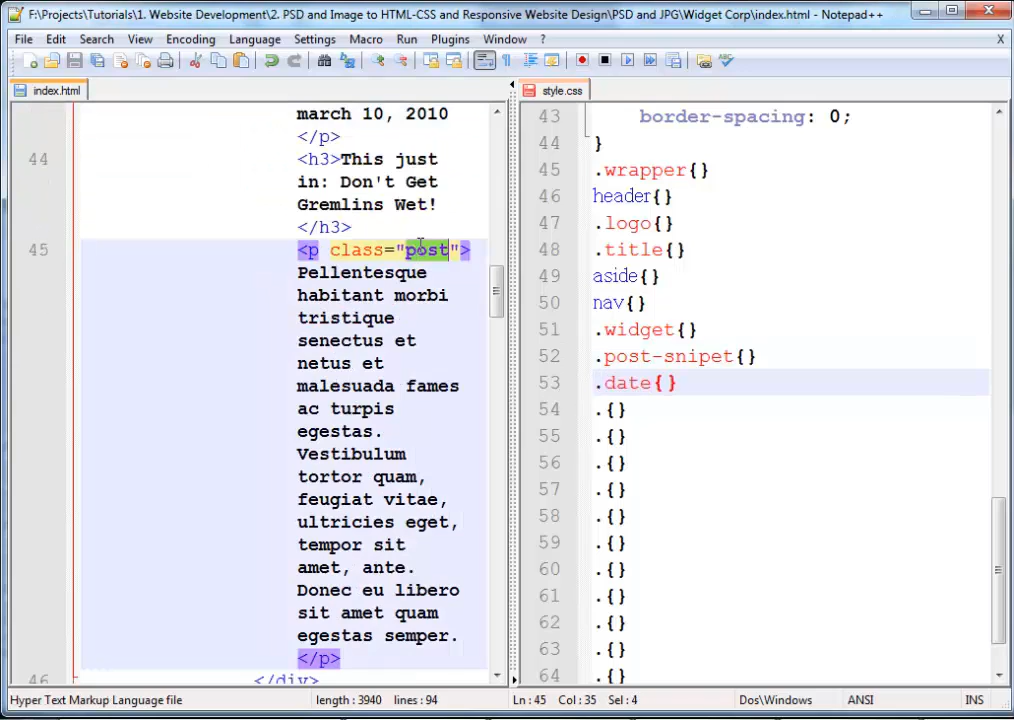 F:\Projects\Tutorials\1. Website Development\2. PSD and Image to HTML-CSS and Responsive Website Design\PSD and JPG\Widget Corp\index.html - Notepad++
File Edit Search View Encoding Language Settings Macro Run Plugins Window ? X
index.html
style.css
march 10, 2010
</p>
44 <h3>This just
in: Don't Get
Gremlins Wet!
</h3>
45 <p class="post">
Pellentesque
habitant morbi
tristique
senectus et
netus et
malesuada fames
ac turpis
egestas.
Vestibulum
tortor quam,
feugiat vitae,
ultricies eget,
tempor sit
amet, ante.
Donec eu libero
sit amet quam
egestas semper.
</p>
46 </div>
43 border-spacing: 0;
44 }
45 .wrapper{}
46 header{}
47 .logo{}
48 .title{}
49 aside{}
50 nav{}
51 .widget{}
52 .post-snipet{}
53 .date{}
54 .{}
55 .{}
56 .{}
57 .{}
58 .{}
59 .{}
60 .{}
61 .{}
62 .{}
63 .{}
64 .{}
Hyper Text Markup Language file length : 3940 lines : 94 Ln : 45 Col : 35 Sel : 4 Dos\Windows ANSI INS